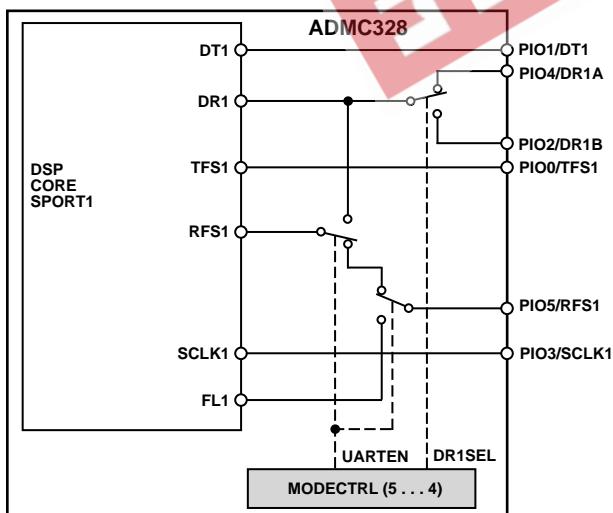 ADMC328
DT1
PIO1/DT1
PIO4/DR1A
DR1
PIO2/DR1B
DSP
CORE
SPORT1
TFS1
PIO0/TFS1
RFS1
PIO5/RFS1
SCLK1
PIO3/SCLK1
FL1
UARTEN
DR1SEL
MODECTRL (5 . . . 4)